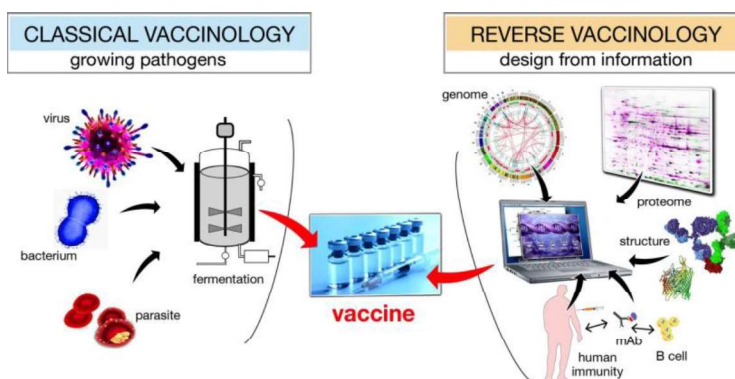 CLASSICAL VACCINOLOGY
growing pathogens
virus
bacterium
parasite
fermentation
vaccine
REVERSE VACCINOLOGY
design from information
genome
proteome
structure
mAb
B cell
human
immunity